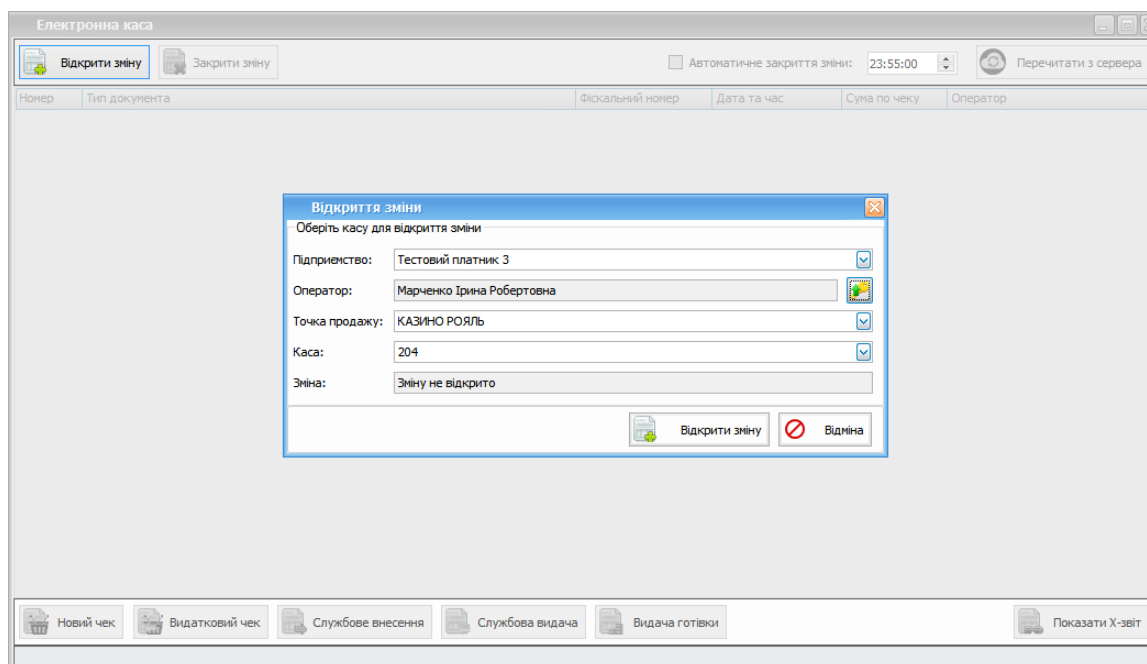 Електронна каса
Відкрити зміну Закрити зміну Автоматичне закриття зміни: 23:55:00 Перечитати з сервера
Номер Тип документа Фіскальний номер Дата та час Сума по чеку Оператор
Відкриття зміни
Оберіть касу для відкриття зміни
Підприємство: Тестовий платник 3
Оператор: Марченко Ірина Робертовна
Точка продажу: КАЗИНО РОЯЛЬ
Каса: 204
Зміна: Зміну не відкрито
Відкрити зміну Відміна
Новий чек Видатковий чек Службове внесення Службова видача Видача готівки Показати X-звіт